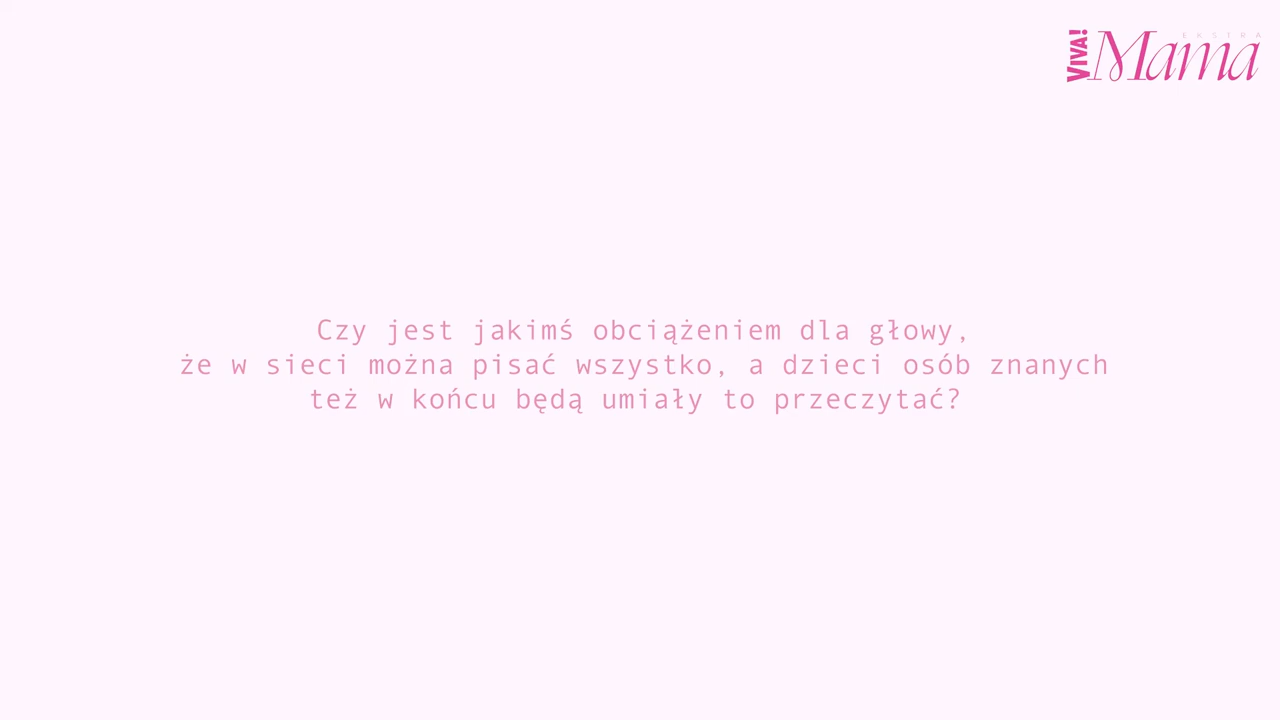 VIVA! Mama EKSTRA
Czy jest jakimś obciążeniem dla głowy,
że w sieci można pisać wszystko, a dzieci osób znanych
też w końcu będą umiały to przeczytać?